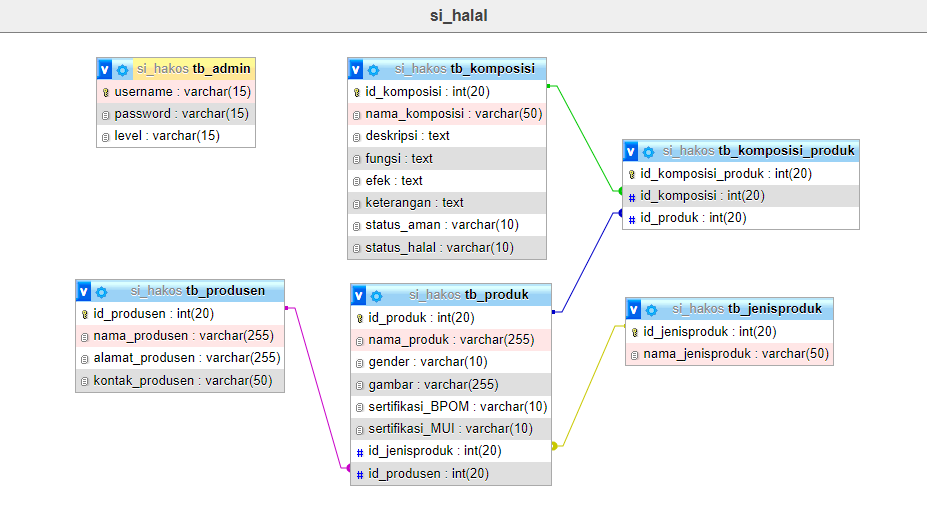 si_halal
v si_hakos tb_admin
username : varchar(15)
password : varchar(15)
level : varchar(15)
v si_hakos tb_komposisi
id_komposisi : int(20)
nama_komposisi : varchar(50)
deskripsi : text
fungsi : text
efek : text
keterangan : text
status_aman : varchar(10)
status_halal : varchar(10)
v si_hakos tb_komposisi_produk
id_komposisi_produk : int(20)
# id_komposisi : int(20)
# id_produk : int(20)
v si_hakos tb_produsen
id_produsen : int(20)
nama_produsen : varchar(255)
alamat_produsen : varchar(255)
kontak_produsen : varchar(50)
v si_hakos tb_produk
id_produk : int(20)
nama_produk : varchar(255)
gender : varchar(10)
gambar : varchar(255)
sertifikasi_BPOM : varchar(10)
sertifikasi_MUI : varchar(10)
# id_jenisproduk : int(20)
# id_produsen : int(20)
v si_hakos tb_jenisproduk
id_jenisproduk : int(20)
nama_jenisproduk : varchar(50)